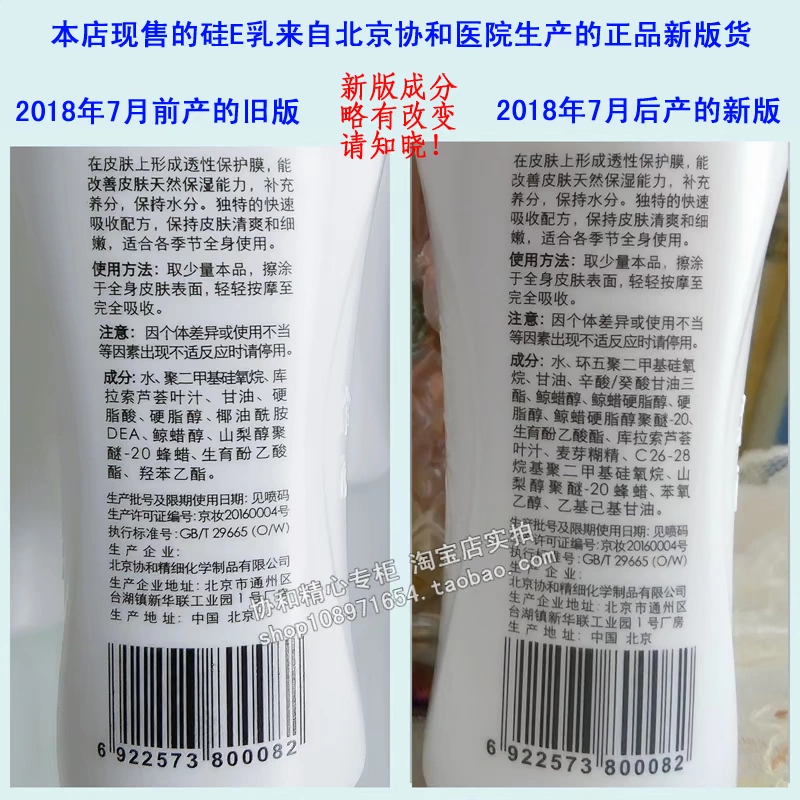 本店现售的硅E乳来自北京协和医院生产的正品新版货
2018年7月前产的旧版
新版成分
略有改变
请知晓！
2018年7月后产的新版
在皮肤上形成透性保护膜，能
改善皮肤天然保湿能力，补充
养分，保持水分。独特的快速
吸收配方，保持皮肤清爽和细
嫩，适合各季节全身使用。
使用方法：取少量本品，擦涂
于全身皮肤表面，轻轻按摩至
完全吸收。
注意：因个体差异或使用不当
等因素出现不适反应时请停用。
成分：水、聚二甲基硅氧烷、库
拉索芦荟叶汁、甘油、硬
脂酸、硬脂醇、椰油酰胺
DEA、鲸蜡醇、山梨醇聚
醚-20 蜂蜡、生育酚乙酸
酯、羟苯乙酯。
生产批号及限期使用日期：见喷码
生产许可证编号：京妆20160004号
执行标准号：GB/T 29665 (O/W)
生产企业：
北京协和精细化学制品有限公司
生产企业地址：北京市通州区
台湖镇新华联工业园1号
生产地址：中国 北京
6 922573 800082
在皮肤上形成透性保护膜，能
改善皮肤天然保湿能力，补充
养分，保持水分。独特的快速
吸收配方，保持皮肤清爽和细
嫩，适合各季节全身使用。
使用方法：取少量本品，擦涂
于全身皮肤表面，轻轻按摩至
完全吸收。
注意：因个体差异或使用不当
等因素出现不适反应时请停用。
成分：水、环五聚二甲基硅氧
烷、甘油、辛酸/癸酸甘油三
酯、鲸蜡醇、鲸蜡硬脂醇、硬
脂醇、鲸蜡硬脂醇聚醚-20、
生育酚乙酸酯、库拉索芦荟
叶汁、麦芽糊精、C26-28
烷基聚二甲基硅氧烷、山
梨醇聚醚-20 蜂蜡、苯氧
乙醇、乙基己基甘油。
生产批号及限期使用日期：见喷码
生产许可证编号：京妆20160004号
执行标准号：GB/T 29665 (O/W)
生产企业：
北京协和精细化学制品有限公司
生产企业地址：北京市通州区
台湖镇新华联工业园1号厂房
生产地址：中国 北京
6 922573 800082
协和精心专柜 淘宝店实拍
shop108971654.taobao.com